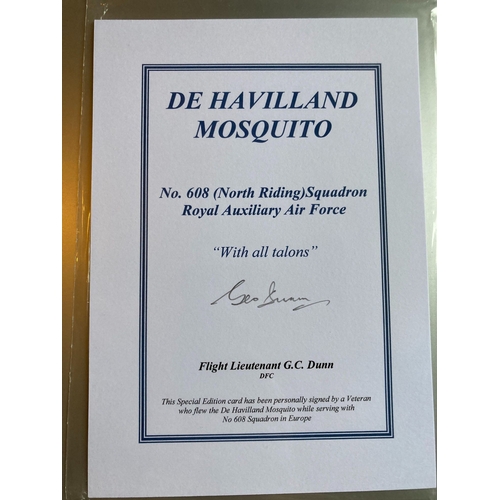 DE HAVILLAND
MOSQUITO
No. 608 (North Riding)Squadron
Royal Auxiliary Air Force
“With all talons”
Geo Dunn
Flight Lieutenant G.C. Dunn
DFC
This Special Edition card has been personally signed by a Veteran
who flew the De Havilland Mosquito while serving with
No 608 Squadron in Europe